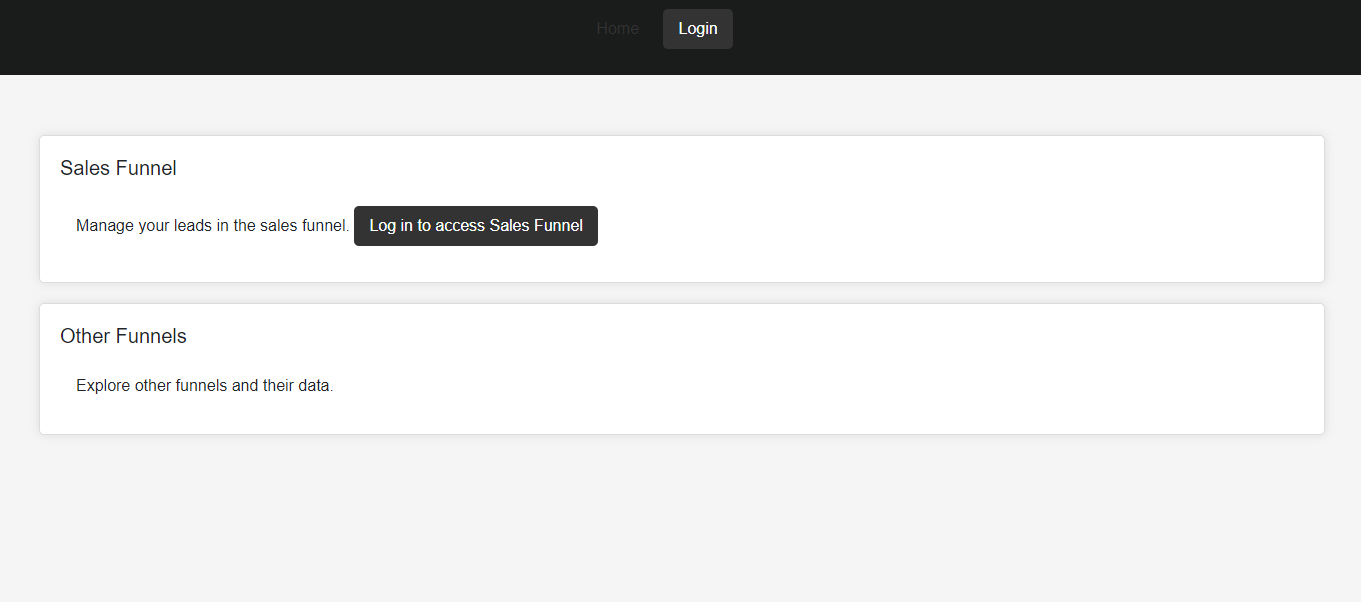 Home Login
Sales Funnel
Manage your leads in the sales funnel. Log in to access Sales Funnel
Other Funnels
Explore other funnels and their data.